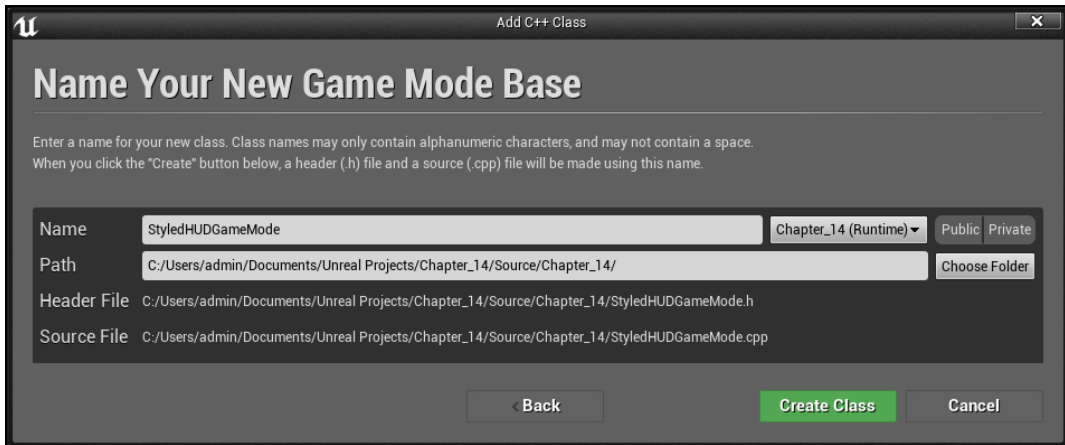 Add C++ Class
Name Your New Game Mode Base
Enter a name for your new class. Class names may only contain alphanumeric characters, and may not contain a space.
When you click the "Create" button below, a header (.h) file and a source (.cpp) file will be made using this name.
Name StyledHUDGameMode Chapter_14 (Runtime) Public Private
Path C:/Users/admin/Documents/Unreal Projects/Chapter_14/Source/Chapter_14/ Choose Folder
Header File C:/Users/admin/Documents/Unreal Projects/Chapter_14/Source/Chapter_14/StyledHUDGameMode.h
Source File C:/Users/admin/Documents/Unreal Projects/Chapter_14/Source/Chapter_14/StyledHUDGameMode.cpp
Back Create Class Cancel